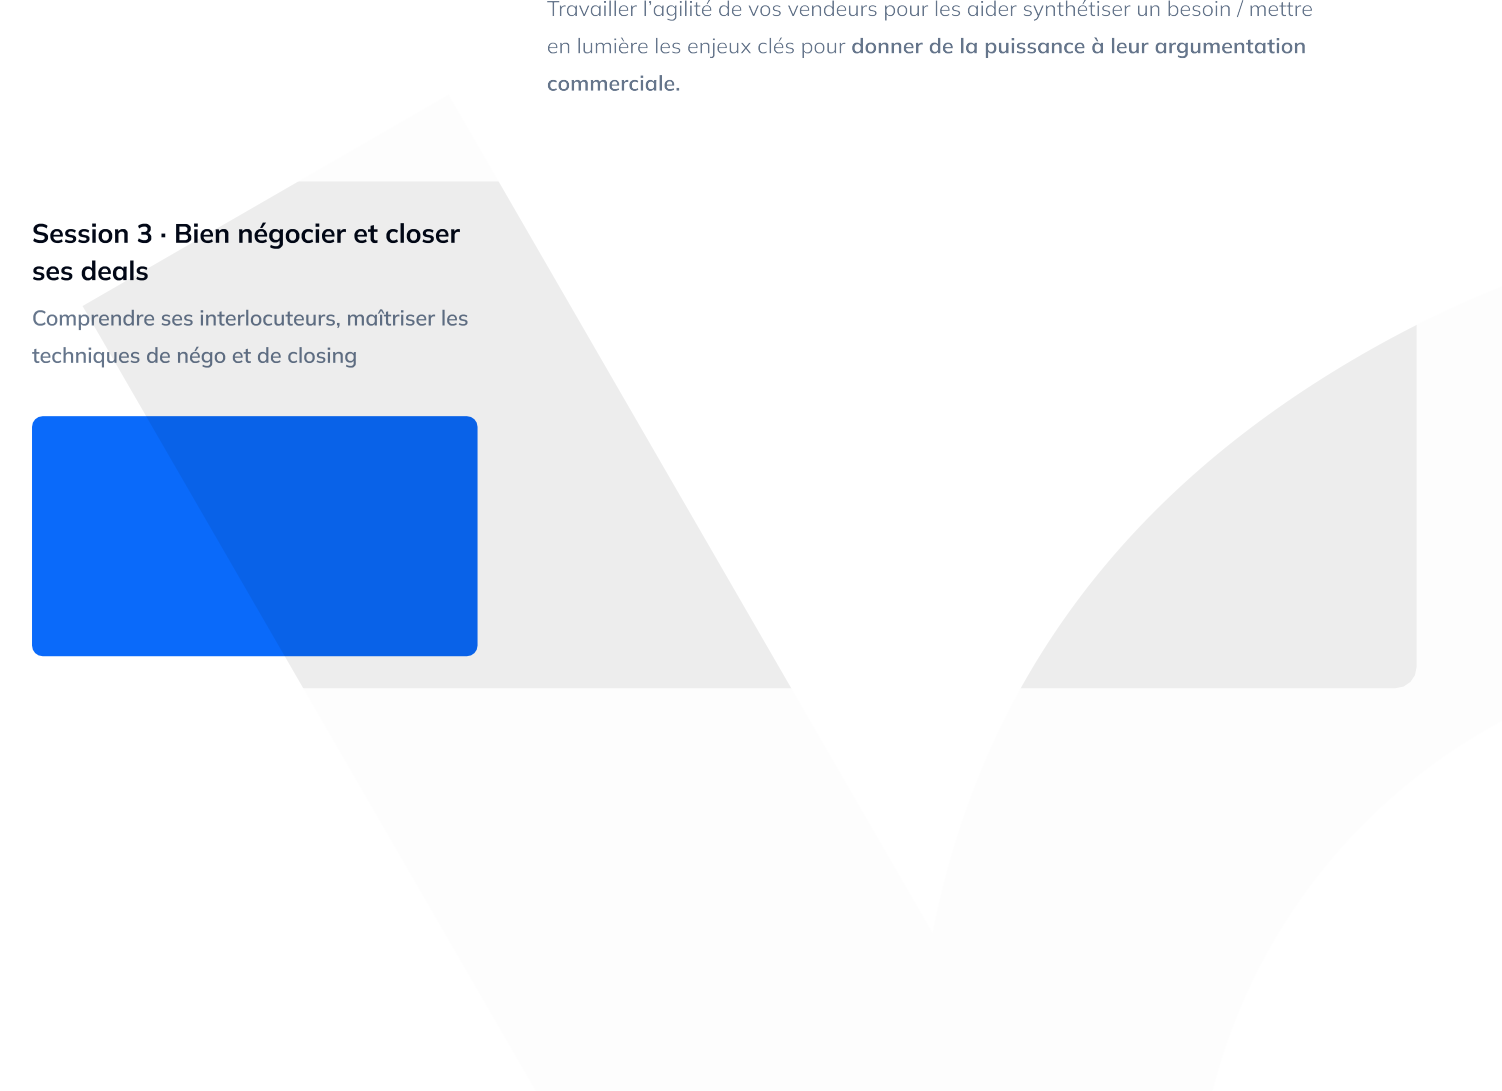 Travailler l’agilité de vos vendeurs pour les aider synthétiser un besoin / mettre
en lumière les enjeux clés pour donner de la puissance à leur argumentation
commerciale.
Session 3 · Bien négocier et closer
ses deals
Comprendre ses interlocuteurs, maîtriser les
techniques de négo et de closing